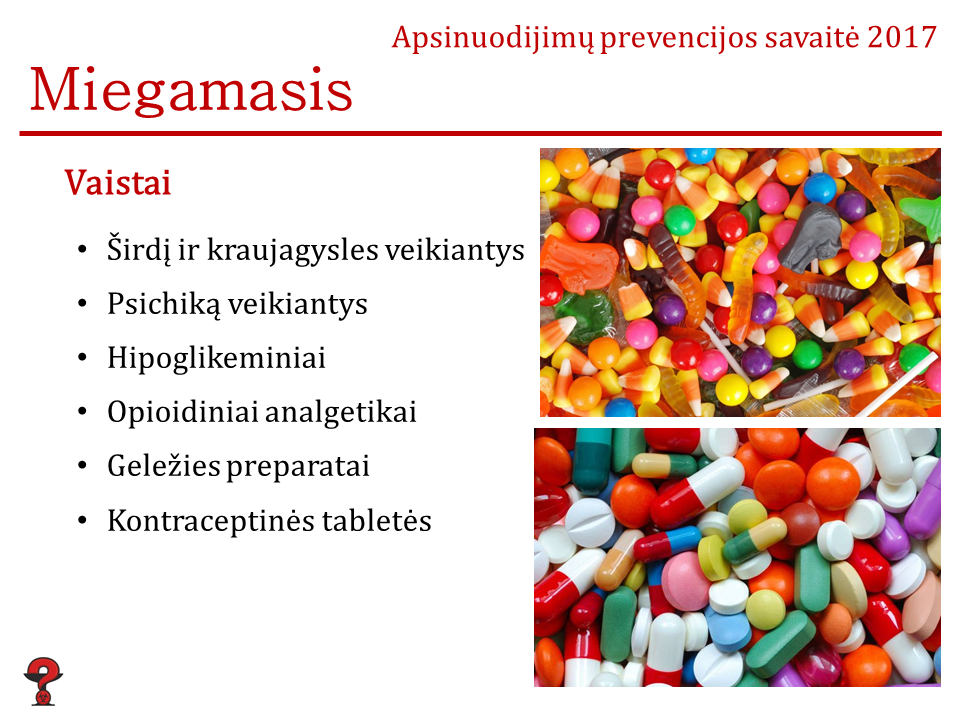 Apsinuodijimų prevencijos savaitė 2017
Miegamasis
Vaistai
• Širdį ir kraujagysles veikiantys
• Psichiką veikiantys
• Hipoglikeminiai
• Opioidiniai analgetikai
• Geležies preparatai
• Kontraceptinės tabletės